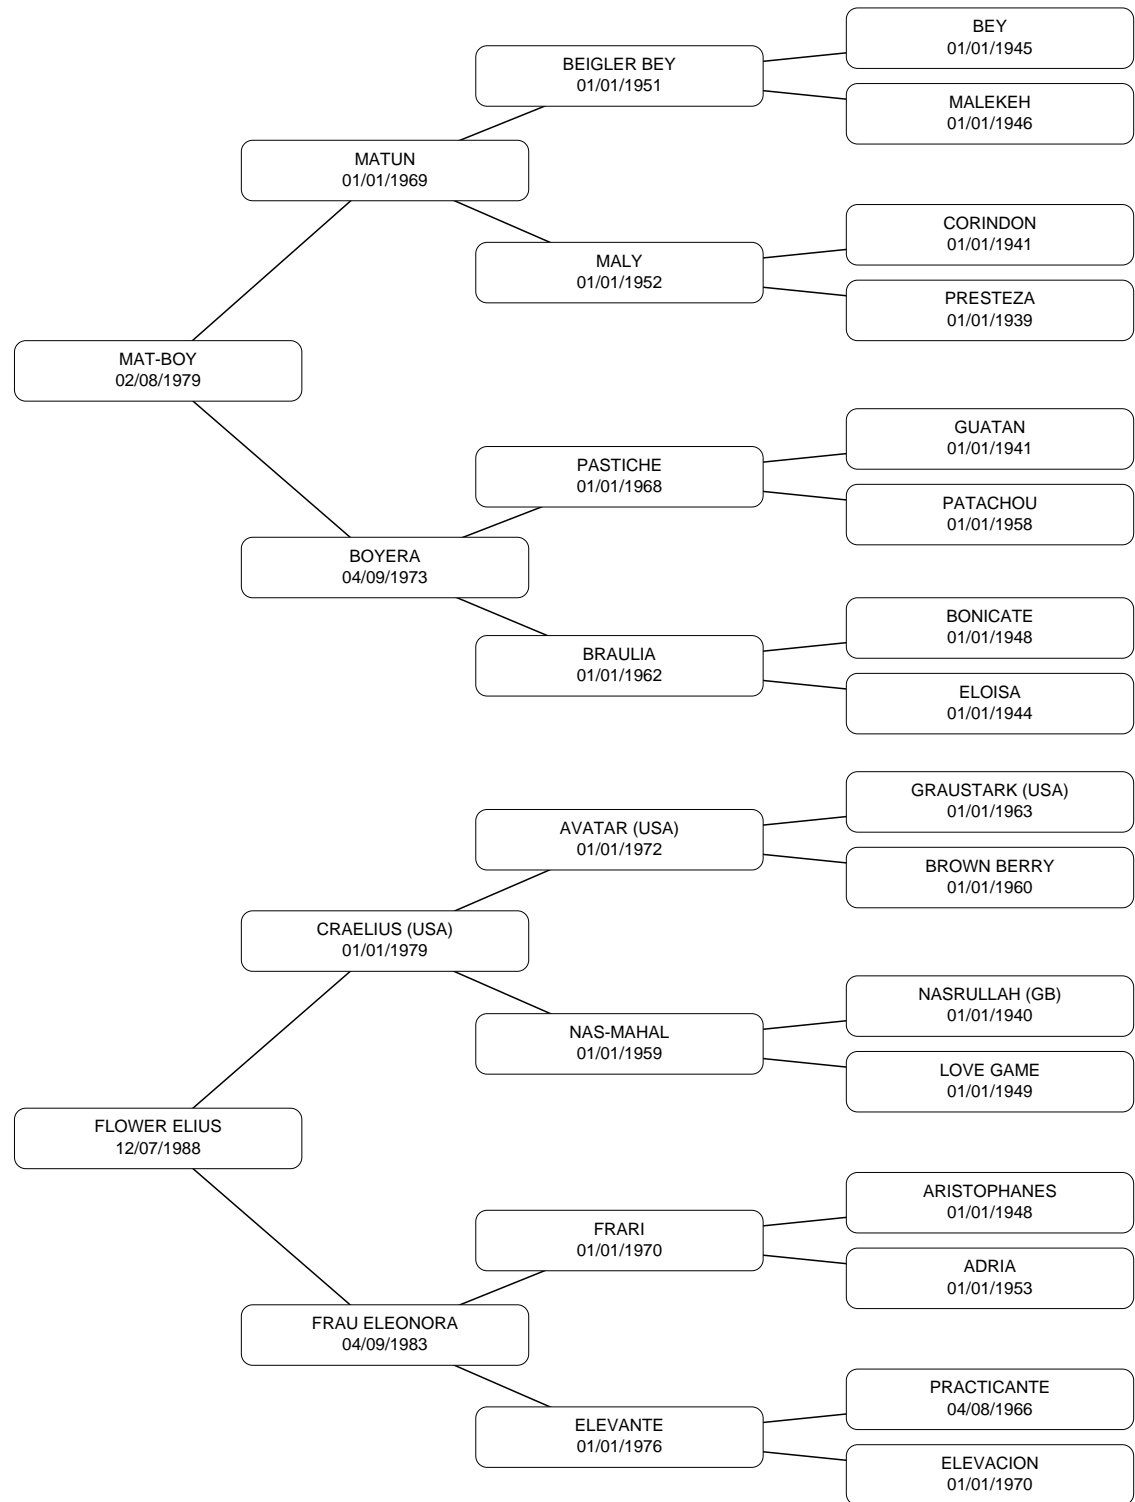 BEY
01/01/1945
BEIGLER BEY
01/01/1951
MALEKEH
01/01/1946
MATUN
01/01/1969
CORINDON
01/01/1941
MALY
01/01/1952
PRESTEZA
01/01/1939
MAT-BOY
02/08/1979
GUATAN
01/01/1941
PASTICHE
01/01/1968
PATACHOU
01/01/1958
BOYERA
04/09/1973
BONICATE
01/01/1948
BRAULIA
01/01/1962
ELOISA
01/01/1944
GRAUSTARK (USA)
01/01/1963
AVATAR (USA)
01/01/1972
BROWN BERRY
01/01/1960
CRAELIUS (USA)
01/01/1979
NASRULLAH (GB)
01/01/1940
NAS-MAHAL
01/01/1959
LOVE GAME
01/01/1949
FLOWER ELIUS
12/07/1988
ARISTOPHANES
01/01/1948
FRARI
01/01/1970
ADRIA
01/01/1953
FRAU ELEONORA
04/09/1983
PRACTICANTE
04/08/1966
ELEVANTE
01/01/1976
ELEVACION
01/01/1970